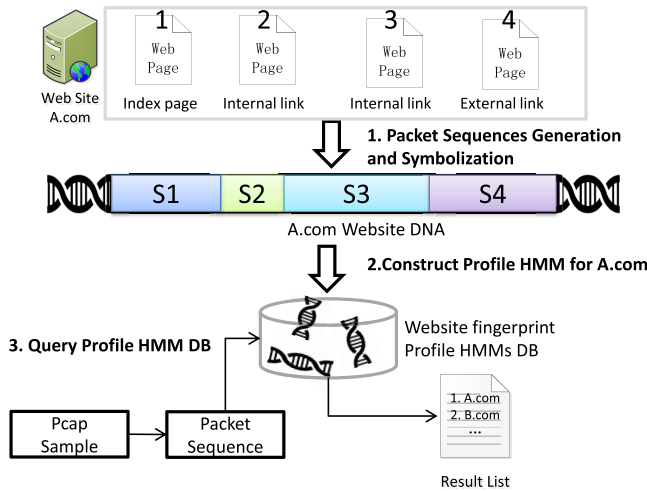 1
2
3
4
Web
Page
Web
Page
Web
Page
Web
Page
Web Site
A.com
Index page
Internal link
Internal link
External link
1. Packet Sequences Generation
and Symbolization
S1
S2
S3
S4
A.com Website DNA
2.Construct Profile HMM for A.com
3. Query Profile HMM DB
Website fingerprint
Profile HMMs DB
Pcap
Sample
Packet
Sequence
1. A.com
2. B.com
...
Result List